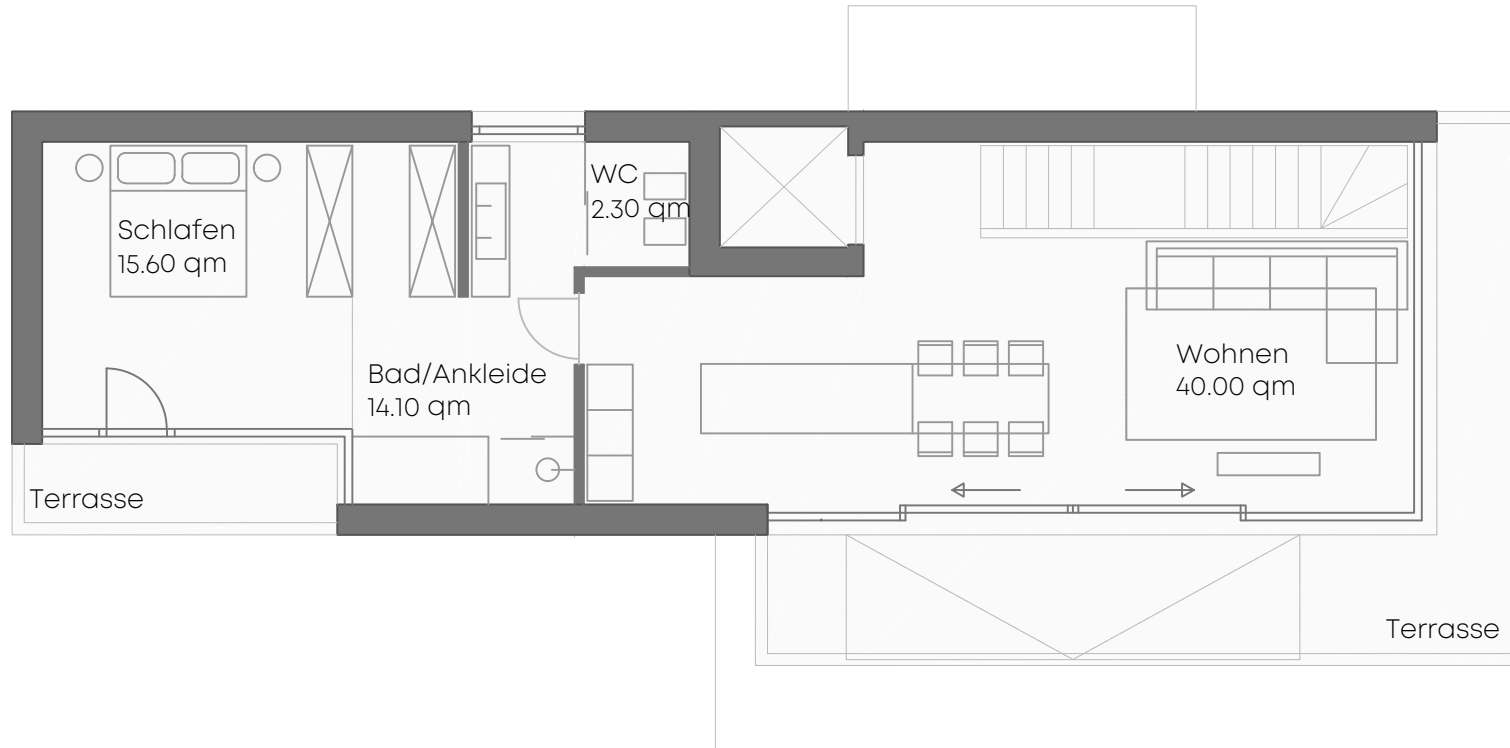 WC
2.30 qm
Schlafen
15.60 qm
Bad/Ankleide
14.10 qm
Wohnen
40.00 qm
Terrasse
Terrasse